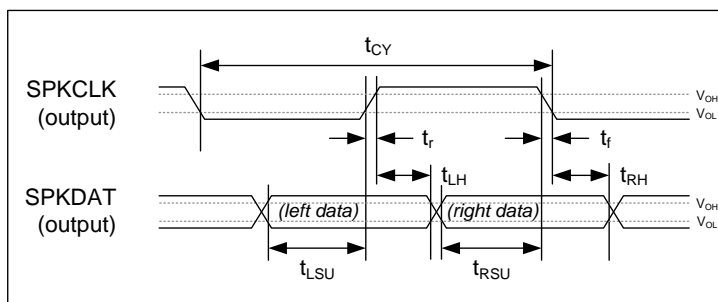 tCY
SPKCLK
(output)
VOH
VOL
tr
tf
tLH
tRH
SPKDAT
(output)
(left data)
(right data)
VOH
VOL
tLSU
tRSU